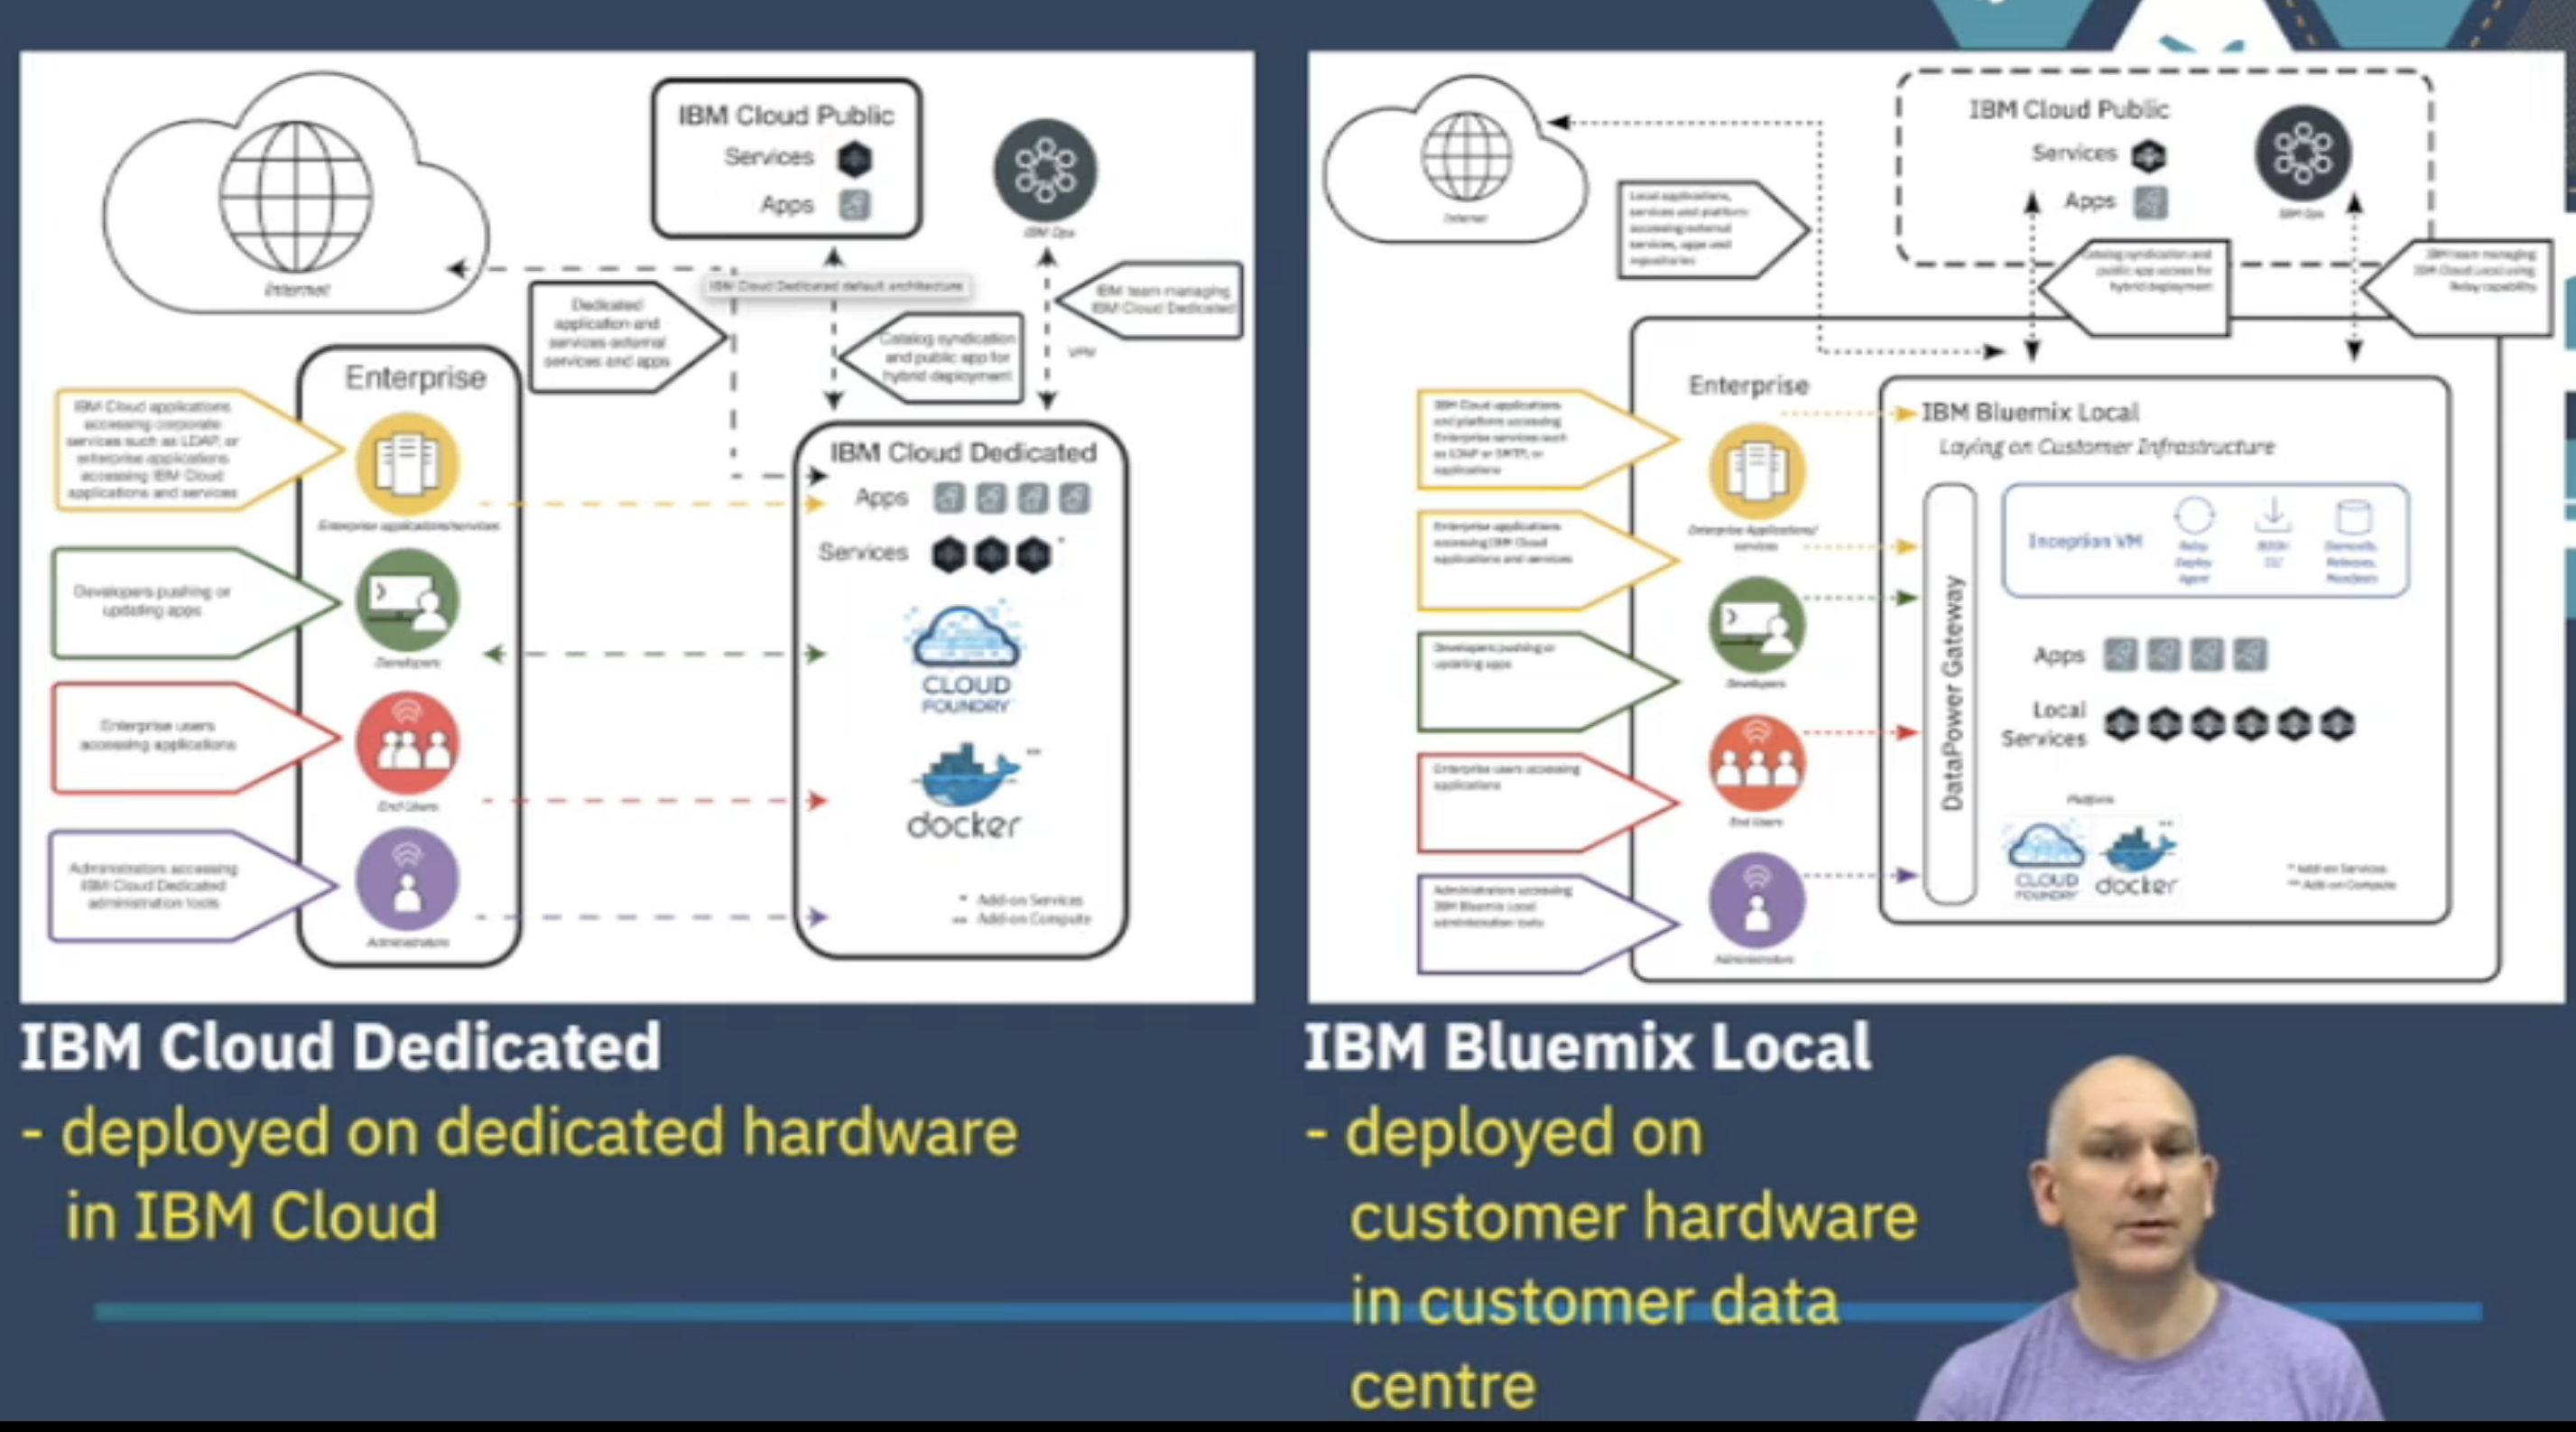 Internet
IBM Cloud Public
Services
Apps
IBM Ops
IBM Cloud Dedicated default architecture
Dedicated
application and
services external
services and apps
Catalog syndication
and public app for
hybrid deployment
IBM team managing
IBM Cloud Dedicated
VPN
Enterprise
IBM Cloud applications
accessing corporate
services such as LDAP, or
enterprise applications
accessing IBM Cloud
applications and services
Enterprise applications/services
Developers pushing or
updating apps
Developers
Enterprise users
accessing applications
End Users
Administrators accessing
IBM Cloud Dedicated
administration tools
Administrators
IBM Cloud Dedicated
Apps
Services *
CLOUD
FOUNDRY
docker **
* Add-on Services
** Add-on Compute
IBM Cloud Dedicated
- deployed on dedicated hardware
in IBM Cloud
Internet
Local applications,
services and platform
accessing external
services, apps and
repositories
IBM Cloud Public
Services
Apps
IBM Ops
Catalog syndication and
public app access for
hybrid deployment
IBM team managing
IBM Cloud Local using
Relay capability
Enterprise
IBM Cloud applications
and platform accessing
Enterprise services such
as LDAP or SMTP, or
applications
Enterprise applications
accessing IBM Cloud
applications and services
Enterprise Applications/
services
Developers pushing or
updating apps
Developers
Enterprise users accessing
applications
End Users
Administrators accessing
IBM Bluemix Local
administration tools
Administrators
IBM Bluemix Local
Laying on Customer Infrastructure
DataPower Gateway
Inception VM
Relay
Deploy
Agent
Releases,
Apps
Local
Services
Platform
CLOUD
FOUNDRY
docker **
* Add-on Services
** Add-on Compute
IBM Bluemix Local
- deployed on
customer hardware
in customer data
centre